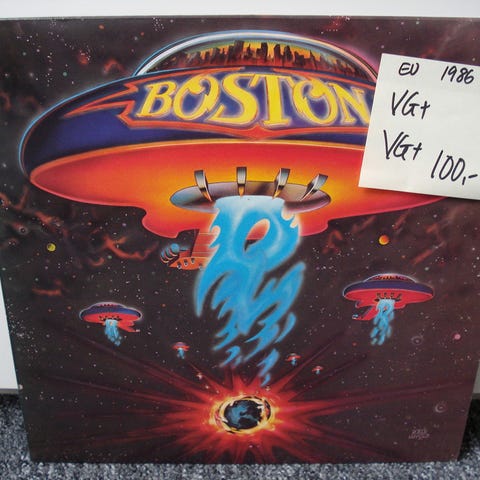 BOSTON
EU 1986
VG+
VG+ 100,-